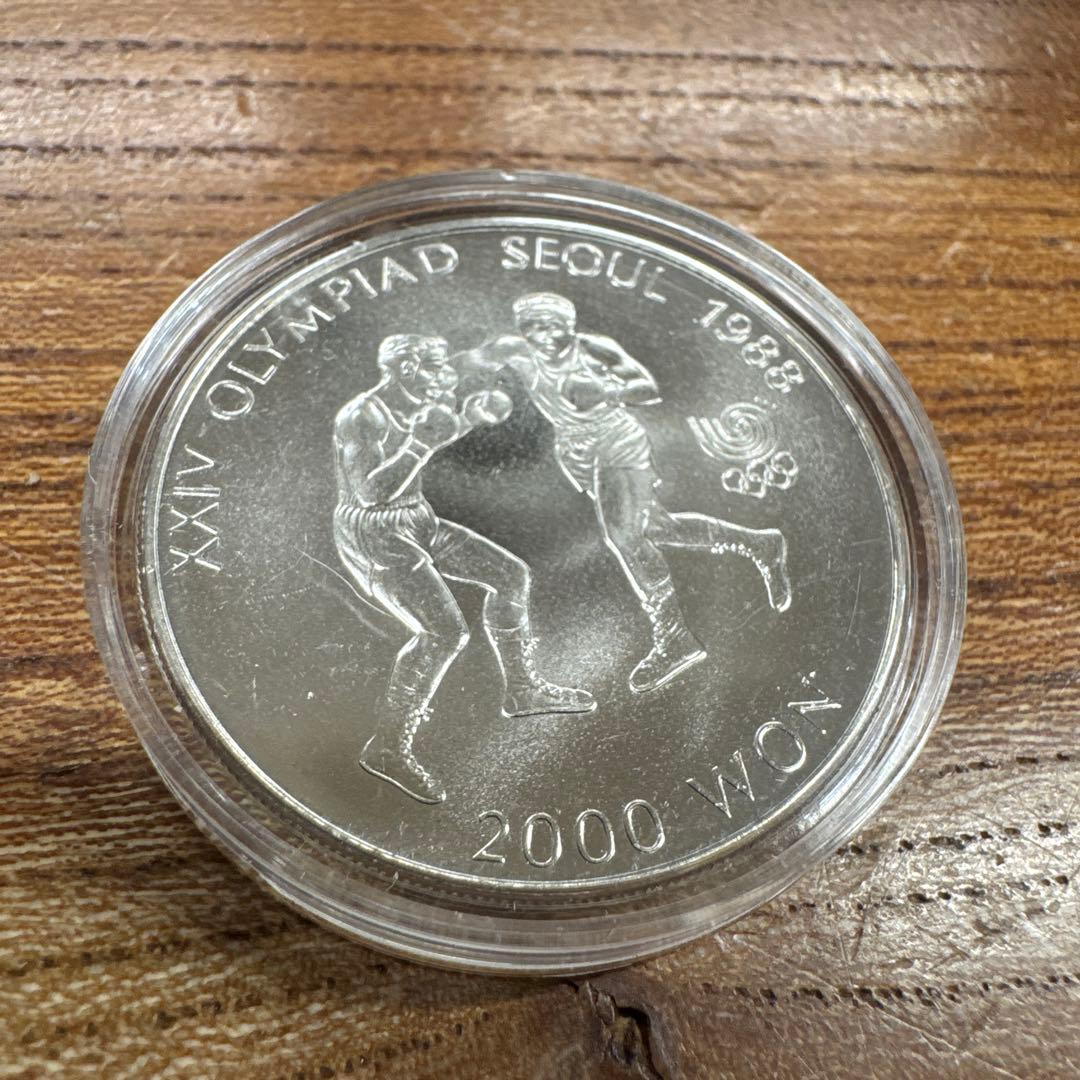 XXIV OLYMPIAD SEOUL 1988
2000 WON